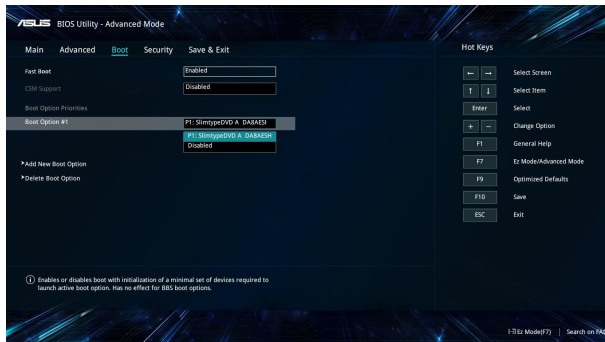 ASUS BIOS Utility - Advanced Mode
Main Advanced Boot Security Save & Exit Hot Keys
Fast Boot Enabled
CSM Support Disabled
Boot Option Priorities
Boot Option #1 P1: SlimtypeDVD A DA8AESH
P1: SlimtypeDVD A DA8AESH
Disabled
>Add New Boot Option
>Delete Boot Option
← → Select Screen
↑ ↓ Select Item
Enter Select
+ − Change Option
F1 General Help
F7 Ez Mode/Advanced Mode
F9 Optimized Defaults
F10 Save
ESC Exit
Enables or disables boot with initialization of a minimal set of devices required to
launch active boot option. Has no effect for BBS boot options.
Ez Mode(F7) | Search on FAQ